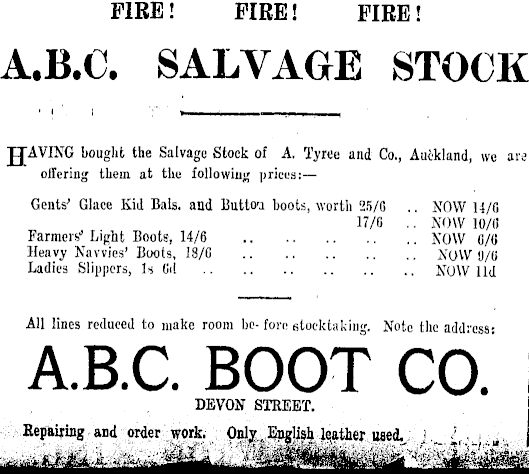 FIRE! FIRE! FIRE!
A.B.C. SALVAGE STOCK
HAVING bought the Salvage Stock of A. Tyree and Co., Auckland, we are
offering them at the following prices:—
Gents' Glace Kid Bals. and Button boots, worth 25/6 .. NOW 14/6
17/6 .. NOW 10/6
Farmers' Light Boots, 14/6 .. .. .. .. .. NOW 6/6
Heavy Navvies' Boots, 18/6 .. .. .. .. .. NOW 9/6
Ladies Slippers, 1s 6d .. .. .. .. .. .. NOW 11d
All lines reduced to make room be-fore stocktaking. Note the address:
A.B.C. BOOT CO.
DEVON STREET.
Repairing and order work. Only English leather used.